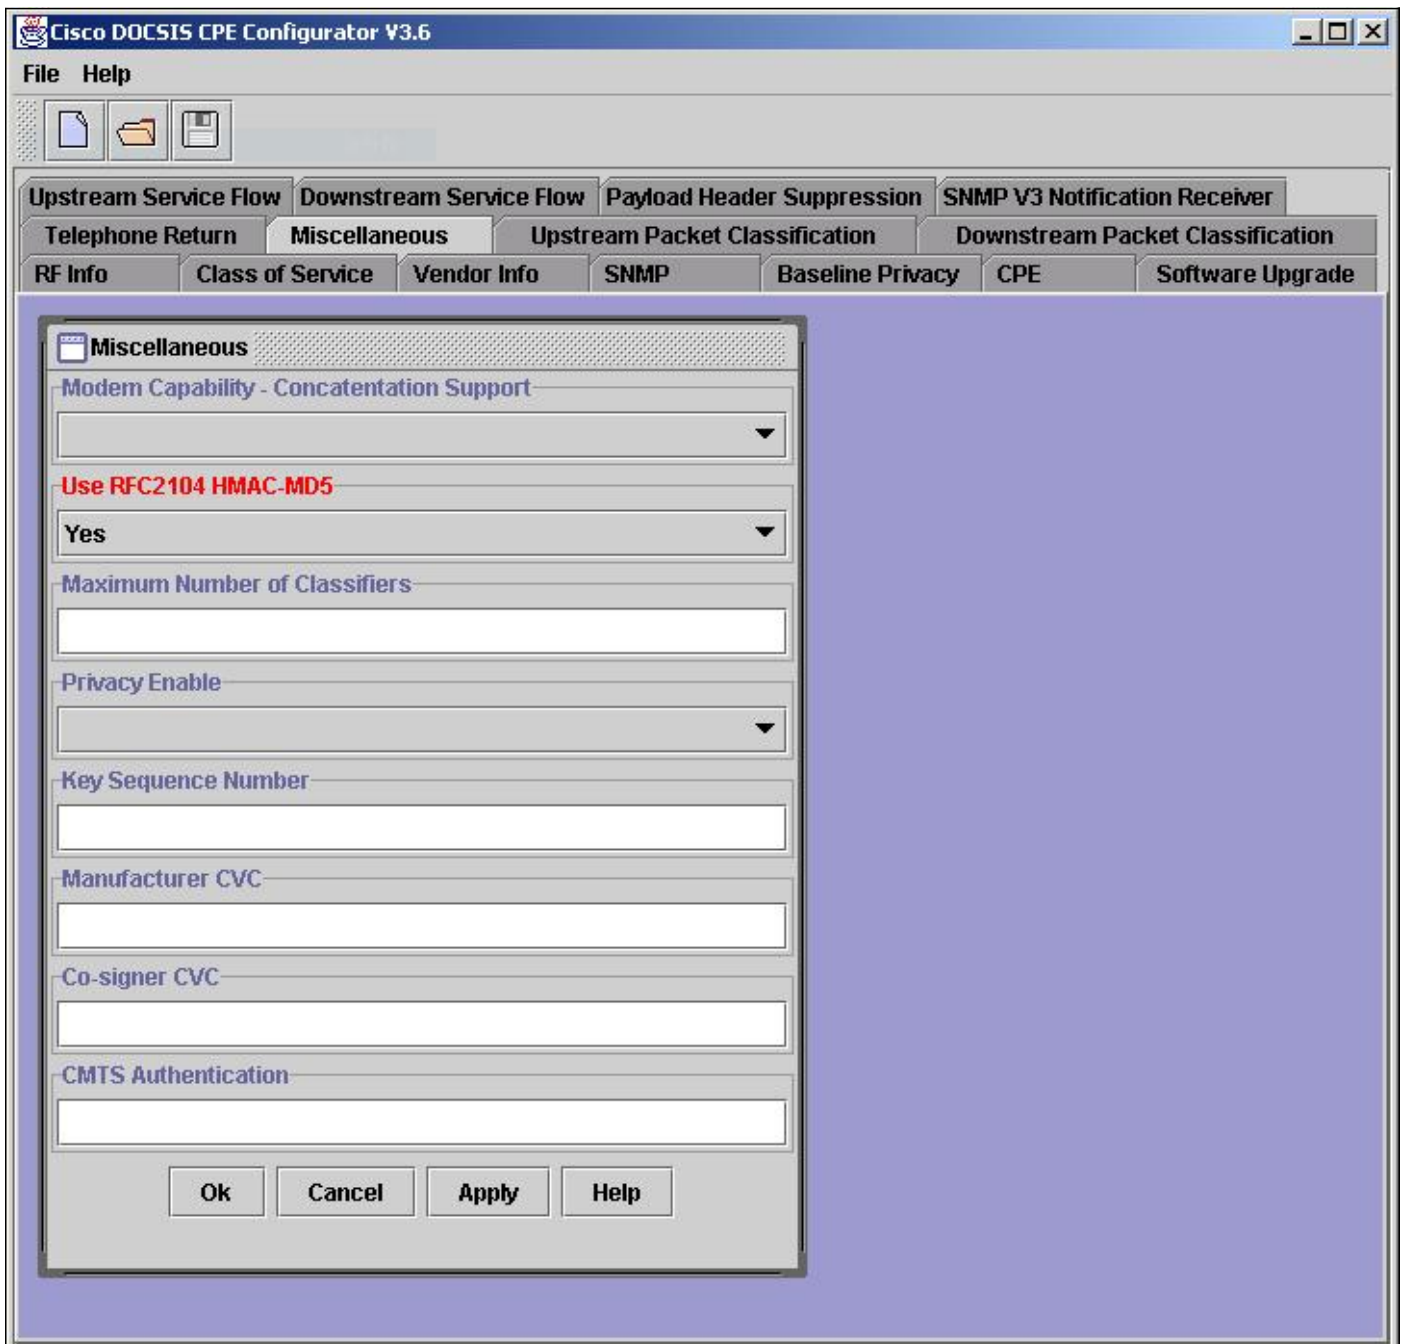 Cisco DOCSIS CPE Configurator V3.6
File Help
Upstream Service Flow Downstream Service Flow Payload Header Suppression SNMP V3 Notification Receiver
Telephone Return Miscellaneous Upstream Packet Classification Downstream Packet Classification
RF Info Class of Service Vendor Info SNMP Baseline Privacy CPE Software Upgrade
Miscellaneous
Modem Capability - Concatentation Support
Use RFC2104 HMAC-MD5
Yes
Maximum Number of Classifiers
Privacy Enable
Key Sequence Number
Manufacturer CVC
Co-signer CVC
CMTS Authentication
Ok Cancel Apply Help